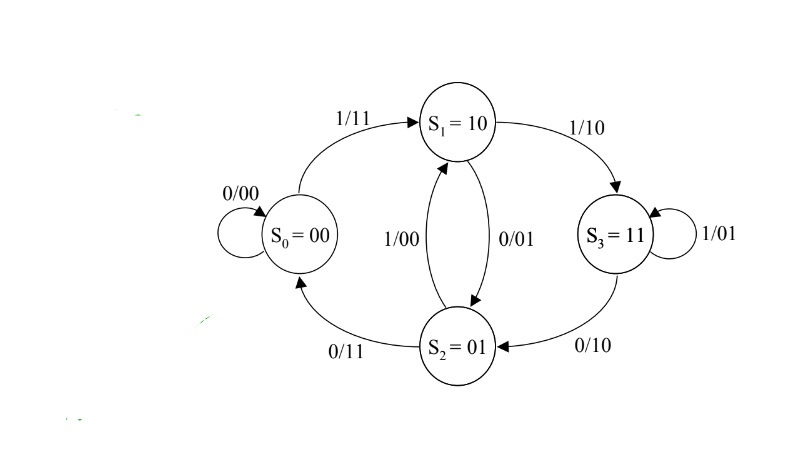 1/11
S₁ = 10
1/10
0/00
S₀ = 00
1/00
0/01
S₃ = 11
1/01
0/11
S₂ = 01
0/10